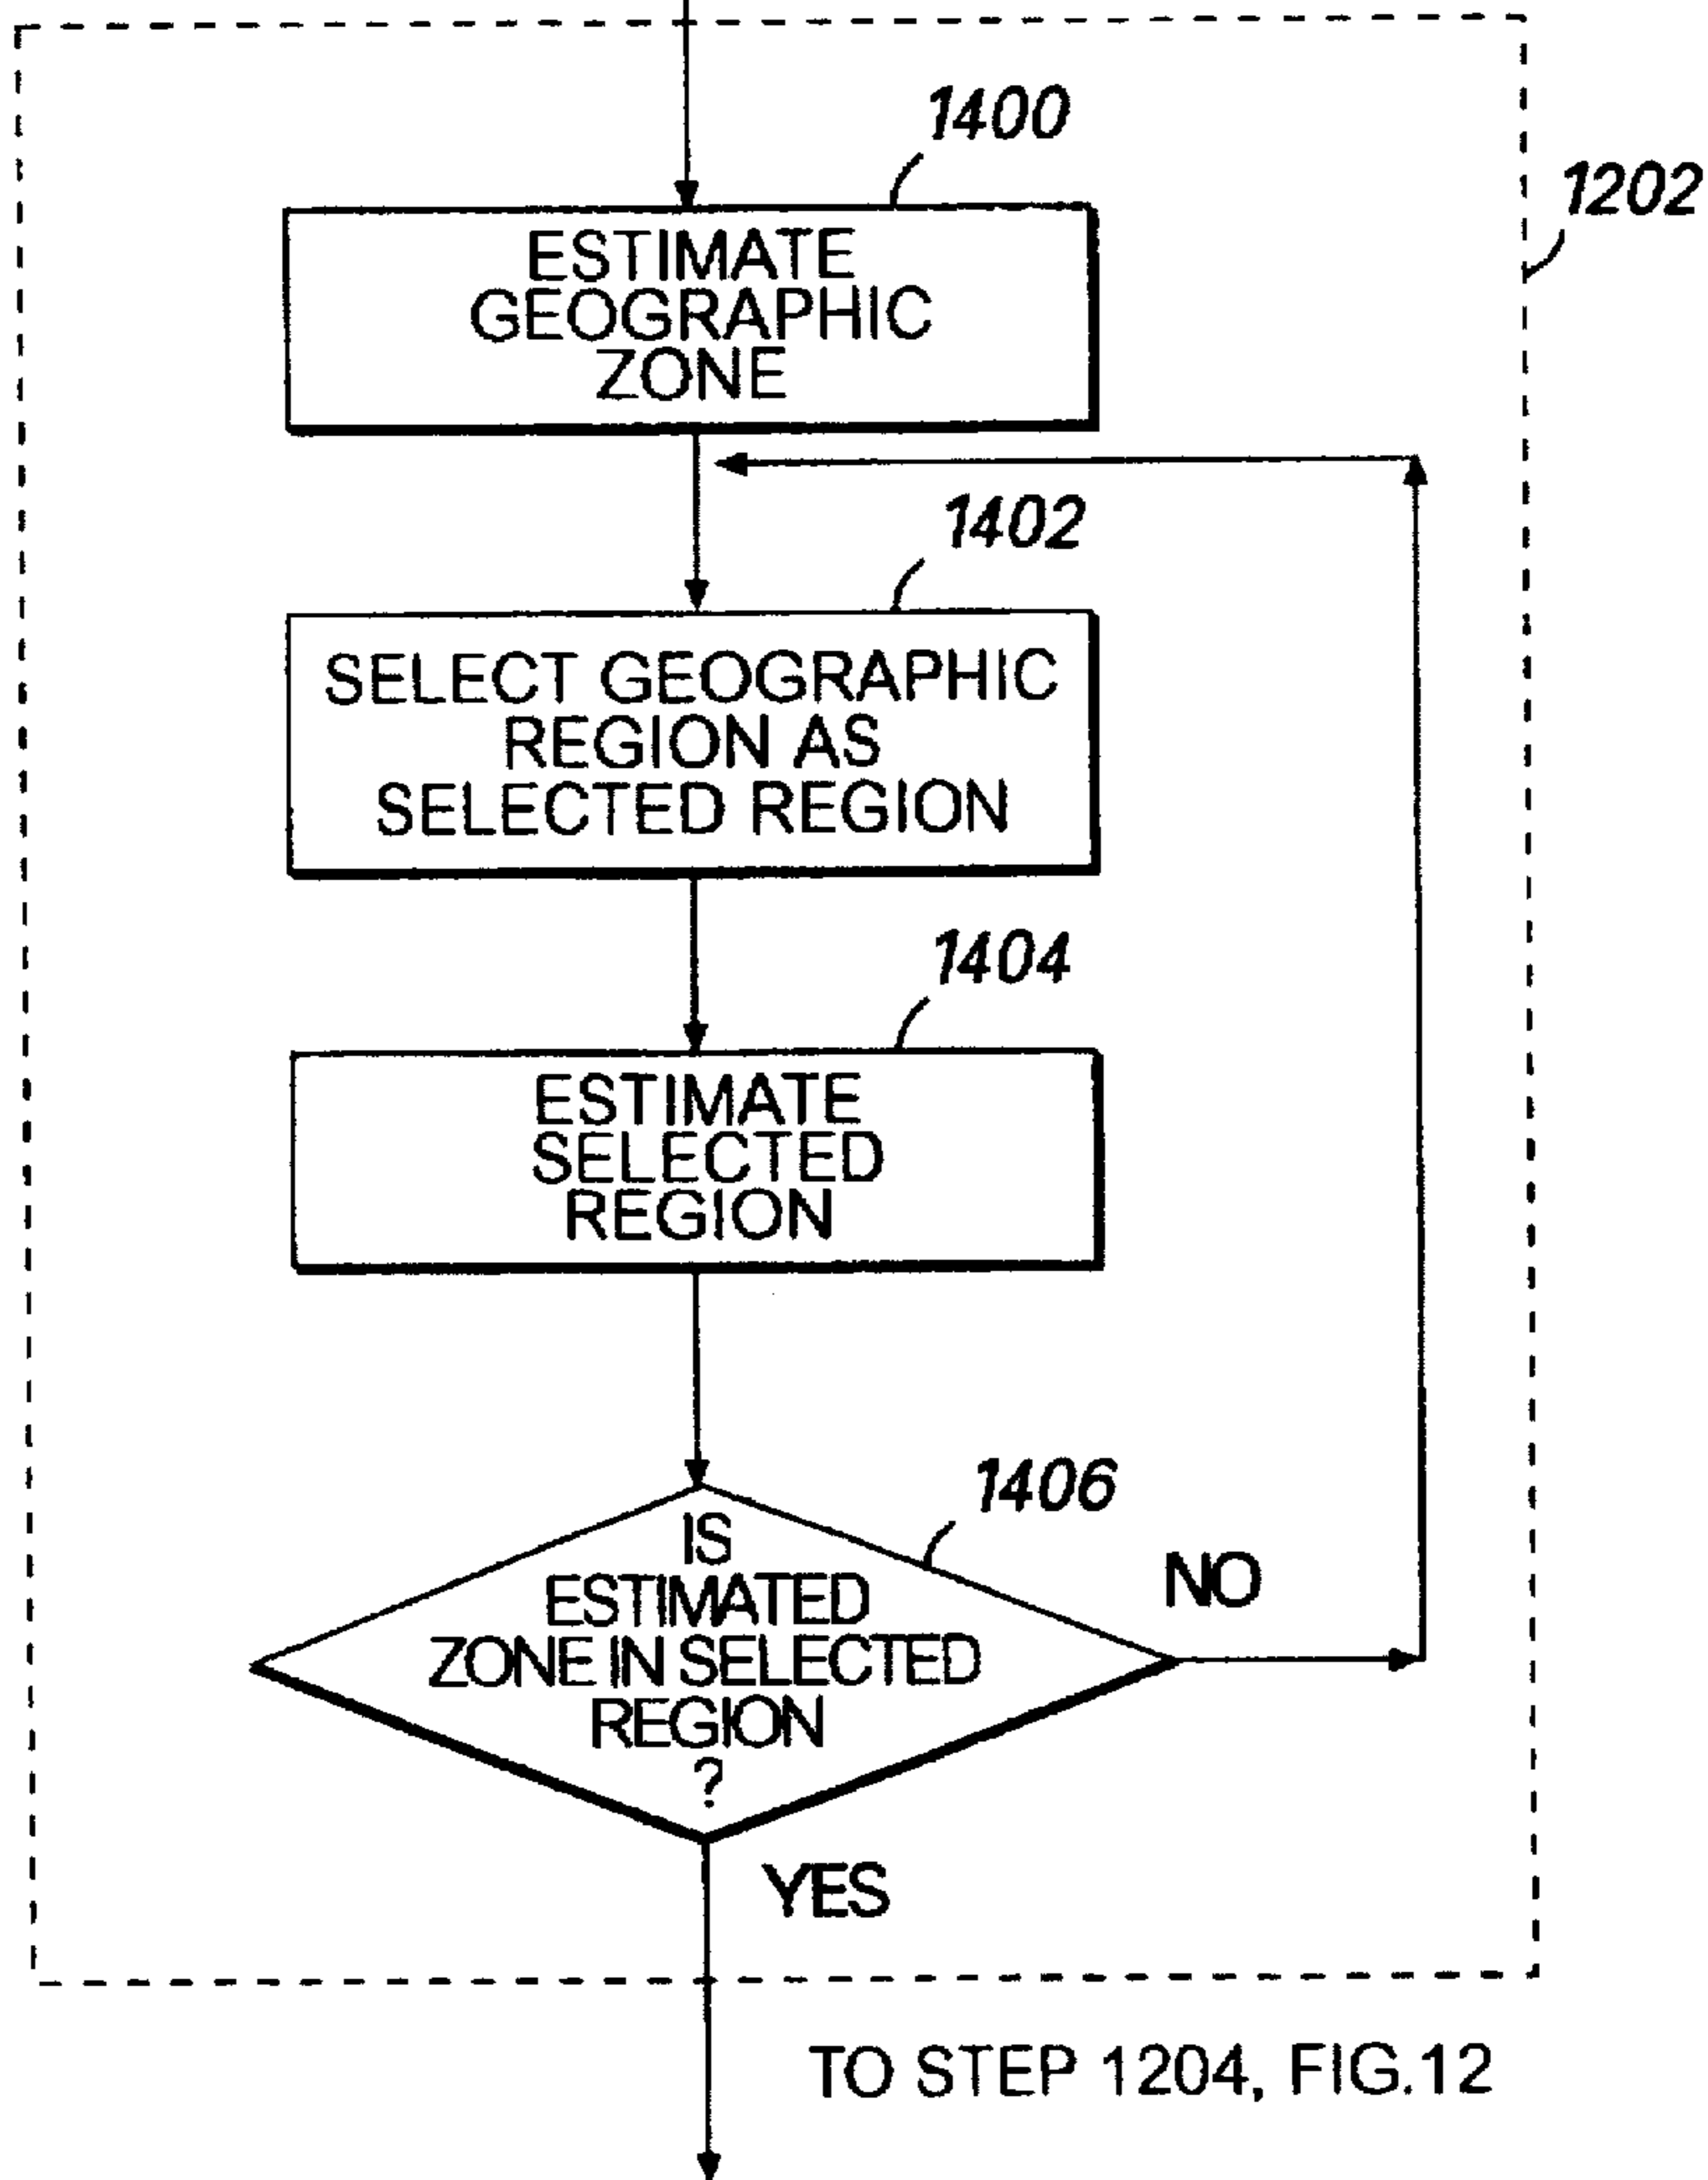 1400
1202
ESTIMATE
GEOGRAPHIC
ZONE
1402
SELECT GEOGRAPHIC
REGION AS
SELECTED REGION
1404
ESTIMATE
SELECTED
REGION
1406
IS
ESTIMATED
ZONE IN SELECTED
REGION
?
NO
YES
TO STEP 1204, FIG.12